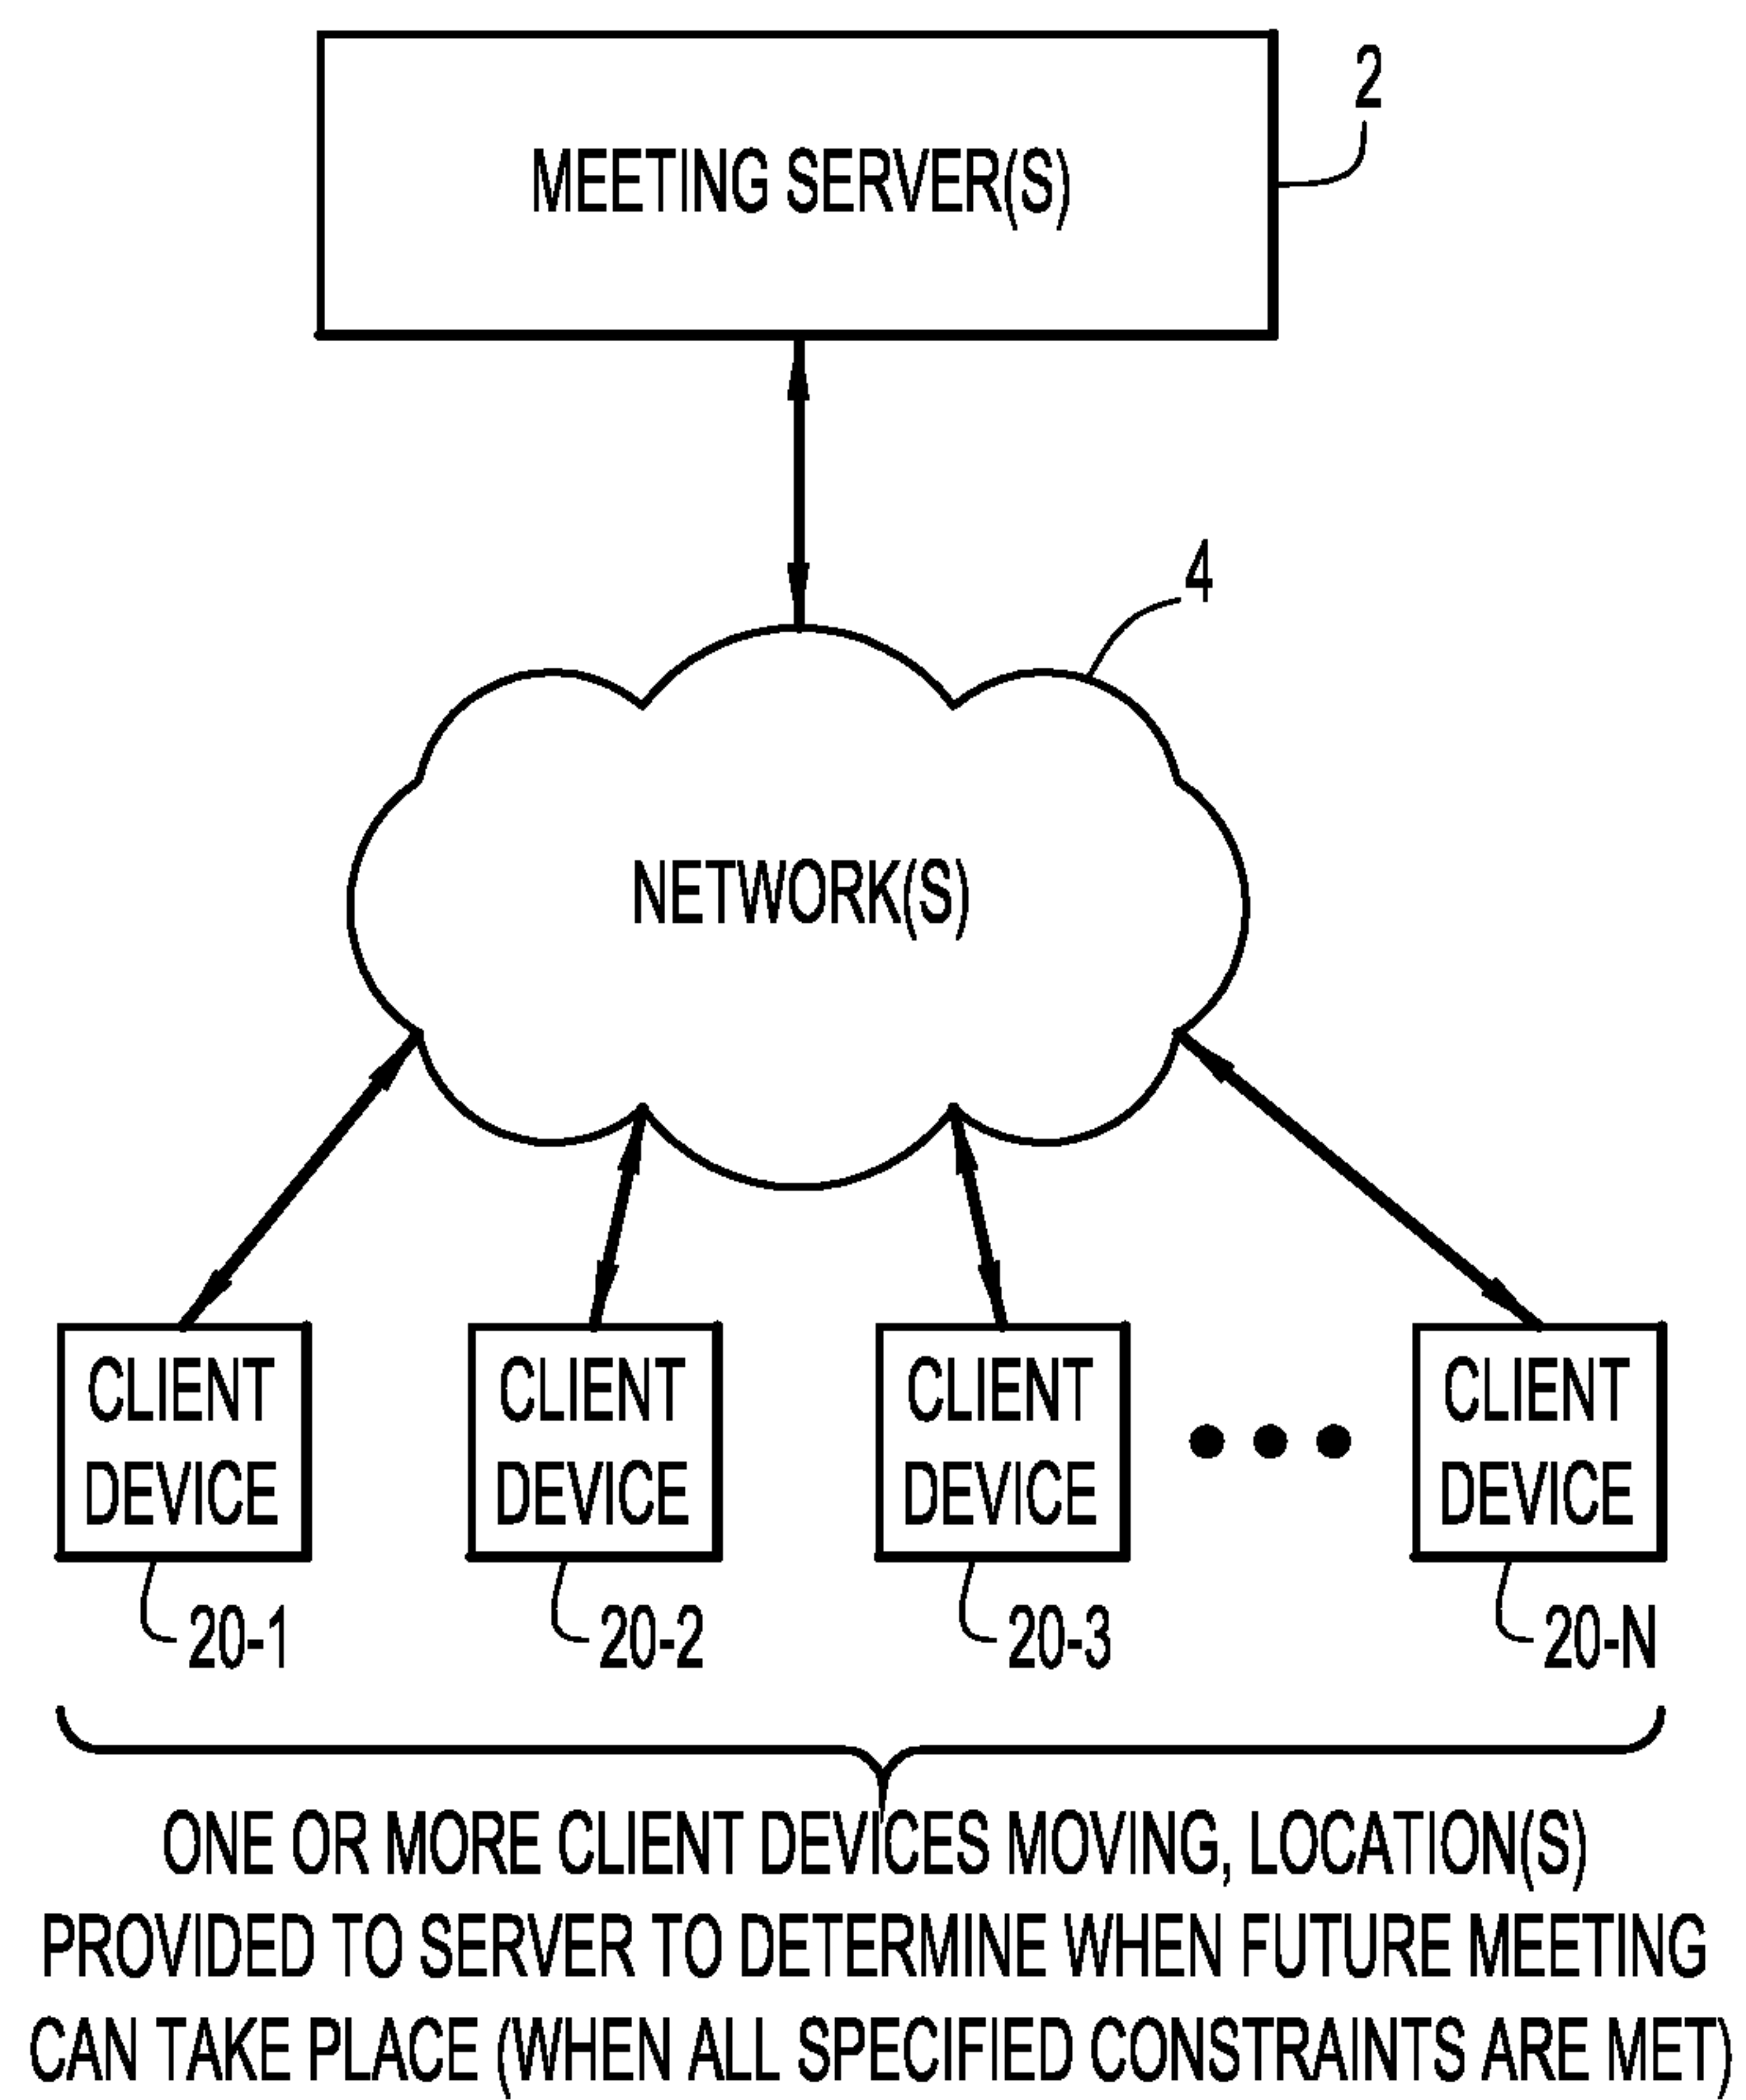 MEETING SERVER(S)
2
4
NETWORK(S)
CLIENT
DEVICE
20-1
CLIENT
DEVICE
20-2
CLIENT
DEVICE
20-3
CLIENT
DEVICE
20-N
ONE OR MORE CLIENT DEVICES MOVING, LOCATION(S)
PROVIDED TO SERVER TO DETERMINE WHEN FUTURE MEETING
CAN TAKE PLACE (WHEN ALL SPECIFIED CONSTRAINTS ARE MET)